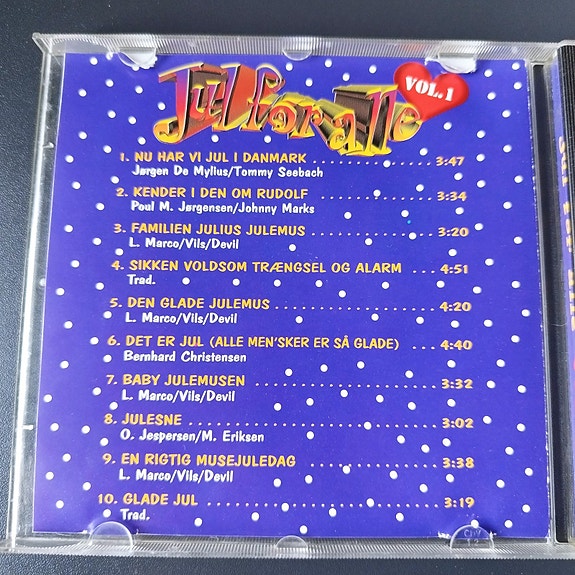 Jul for alle
VOL.1
1. NU HAR VI JUL I DANMARK .................. 3:47
Jørgen De Mylius/Tommy Seebach
2. KENDER I DEN OM RUDOLF .................. 3:34
Poul M. Jørgensen/Johnny Marks
3. FAMILIEN JULIUS JULEMUS .................. 3:20
L. Marco/Vils/Devil
4. SIKKEN VOLDSOM TRÆNGSEL OG ALARM ... 4:51
Trad.
5. DEN GLADE JULEMUS ........................ 4:20
L. Marco/Vils/Devil
6. DET ER JUL (ALLE MEN'SKER ER SÅ GLADE) .... 4:40
Bernhard Christensen
7. BABY JULEMUSEN .......................... 3:32
L. Marco/Vils/Devil
8. JULESNE .................................. 3:02
O. Jespersen/M. Eriksen
9. EN RIGTIG MUSEJULEDAG .................. 3:38
L. Marco/Vils/Devil
10. GLADE JUL ................................ 3:19
Trad.